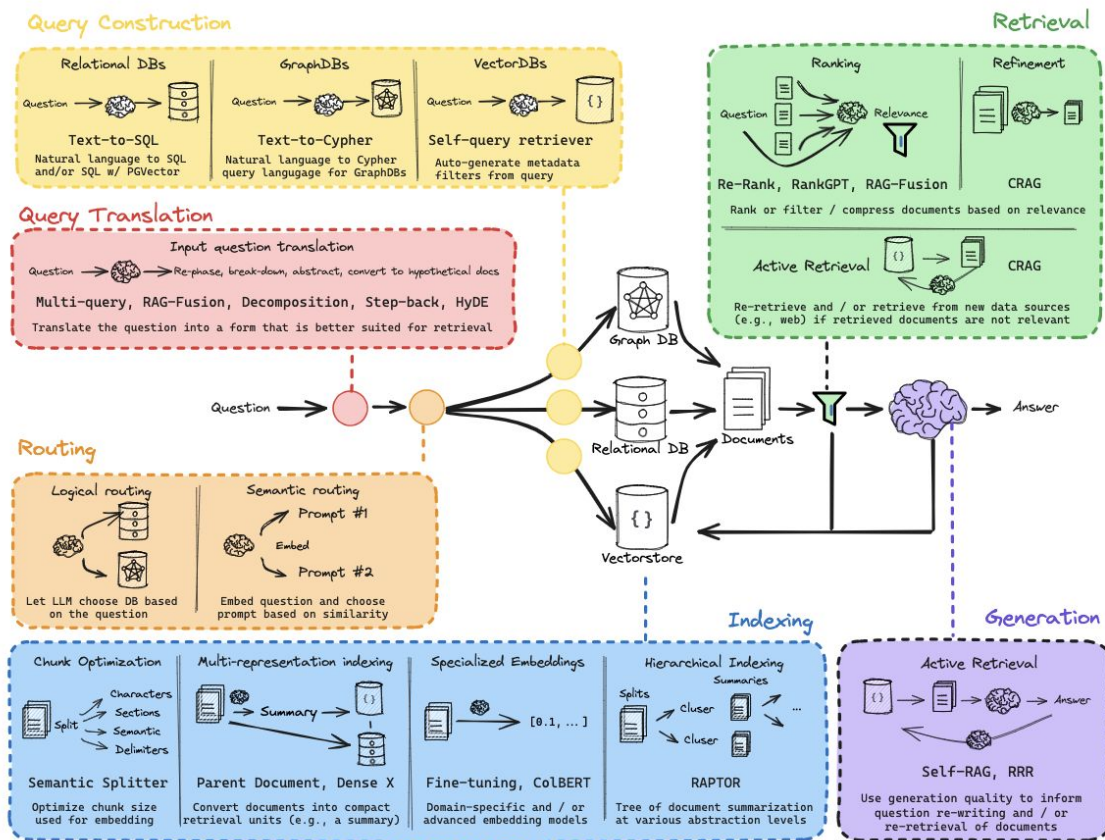 Query Construction
Relational DBs
Question
Text-to-SQL
Natural language to SQL
and/or SQL w/ PGVector
GraphDBs
Question
Text-to-Cypher
Natural language to Cypher
query langugage for GraphDBs
VectorDBs
Question
{ }
Self-query retriever
Auto-generate metadata
filters from query
Retrieval
Ranking
Question
Relevance
Re-Rank, RankGPT, RAG-Fusion
Refinement
CRAG
Rank or filter / compress documents based on relevance
Active Retrieval
{ }
CRAG
Re-retrieve and / or retrieve from new data sources
(e.g., web) if retrieved documents are not relevant
Query Translation
Input question translation
Question
Re-phase, break-down, abstract, convert to hypothetical docs
Multi-query, RAG-Fusion, Decomposition, Step-back, HyDE
Translate the question into a form that is better suited for retrieval
Question
Graph DB
Relational DB
{ }
Vectorstore
Documents
Answer
Routing
Logical routing
Let LLM choose DB based
on the question
Semantic routing
Prompt #1
Embed
Prompt #2
Embed question and choose
prompt based on similarity
Indexing
Chunk Optimization
Split
Characters
Sections
Semantic
Delimiters
Semantic Splitter
Optimize chunk size
used for embedding
Multi-representation indexing
Summary
{ }
Parent Document, Dense X
Convert documents into compact
retrieval units (e.g., a summary)
Specialized Embeddings
[0.1, ...]
Fine-tuning, ColBERT
Domain-specific and / or
advanced embedding models
Hierarchical Indexing
Splits
Summaries
Cluser
Cluser
...
RAPTOR
Tree of document summarization
at various abstraction levels
Generation
Active Retrieval
{ }
Answer
Self-RAG, RRR
Use generation quality to inform
question re-writing and / or
re-retrieval of documents